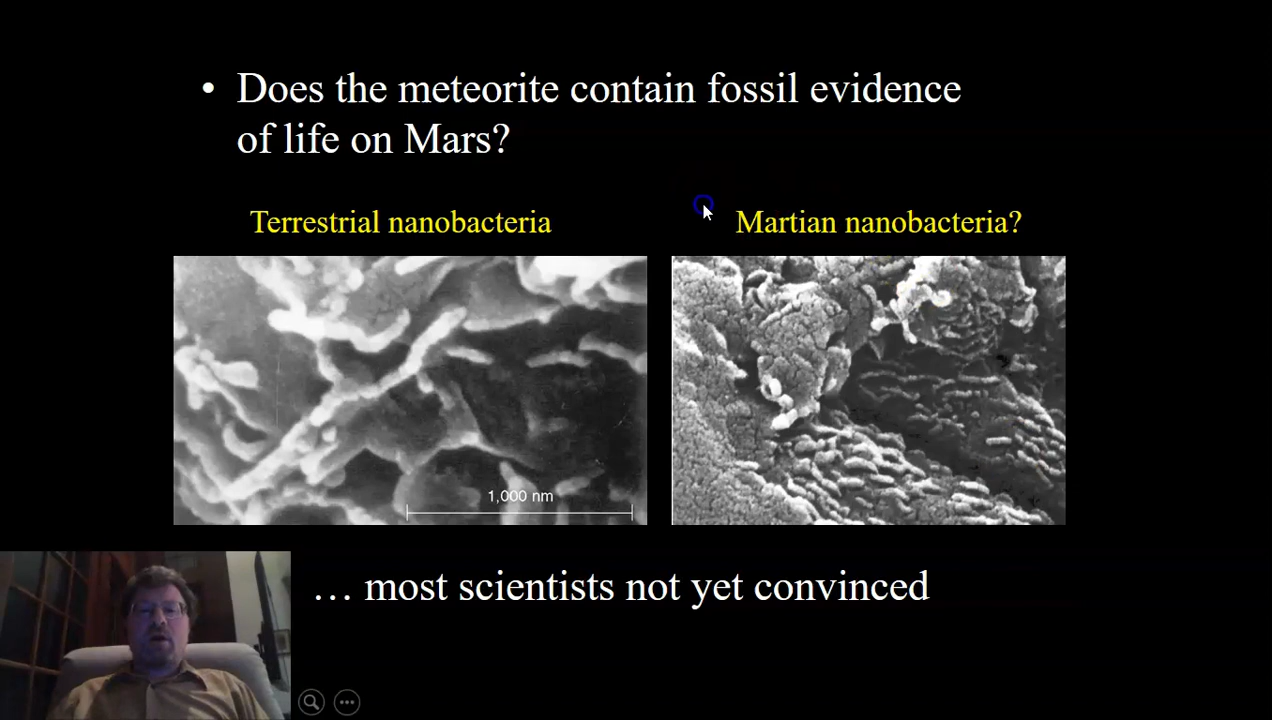 • Does the meteorite contain fossil evidence
of life on Mars?
Terrestrial nanobacteria
Martian nanobacteria?
1,000 nm
… most scientists not yet convinced